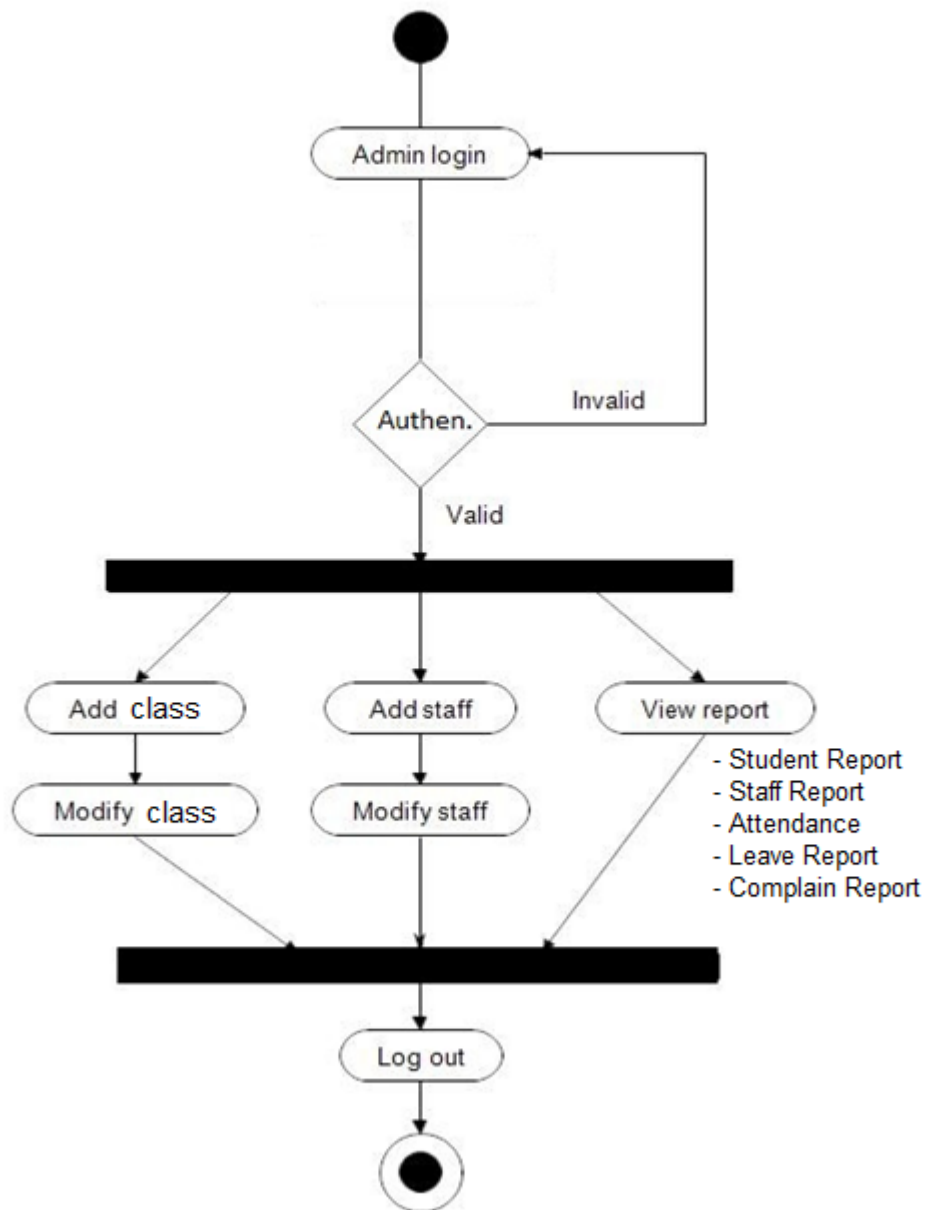 Admin login
Authen.
Invalid
Valid
Add class
Add staff
View report
Modify class
Modify staff
- Student Report
- Staff Report
- Attendance
- Leave Report
- Complain Report
Log out